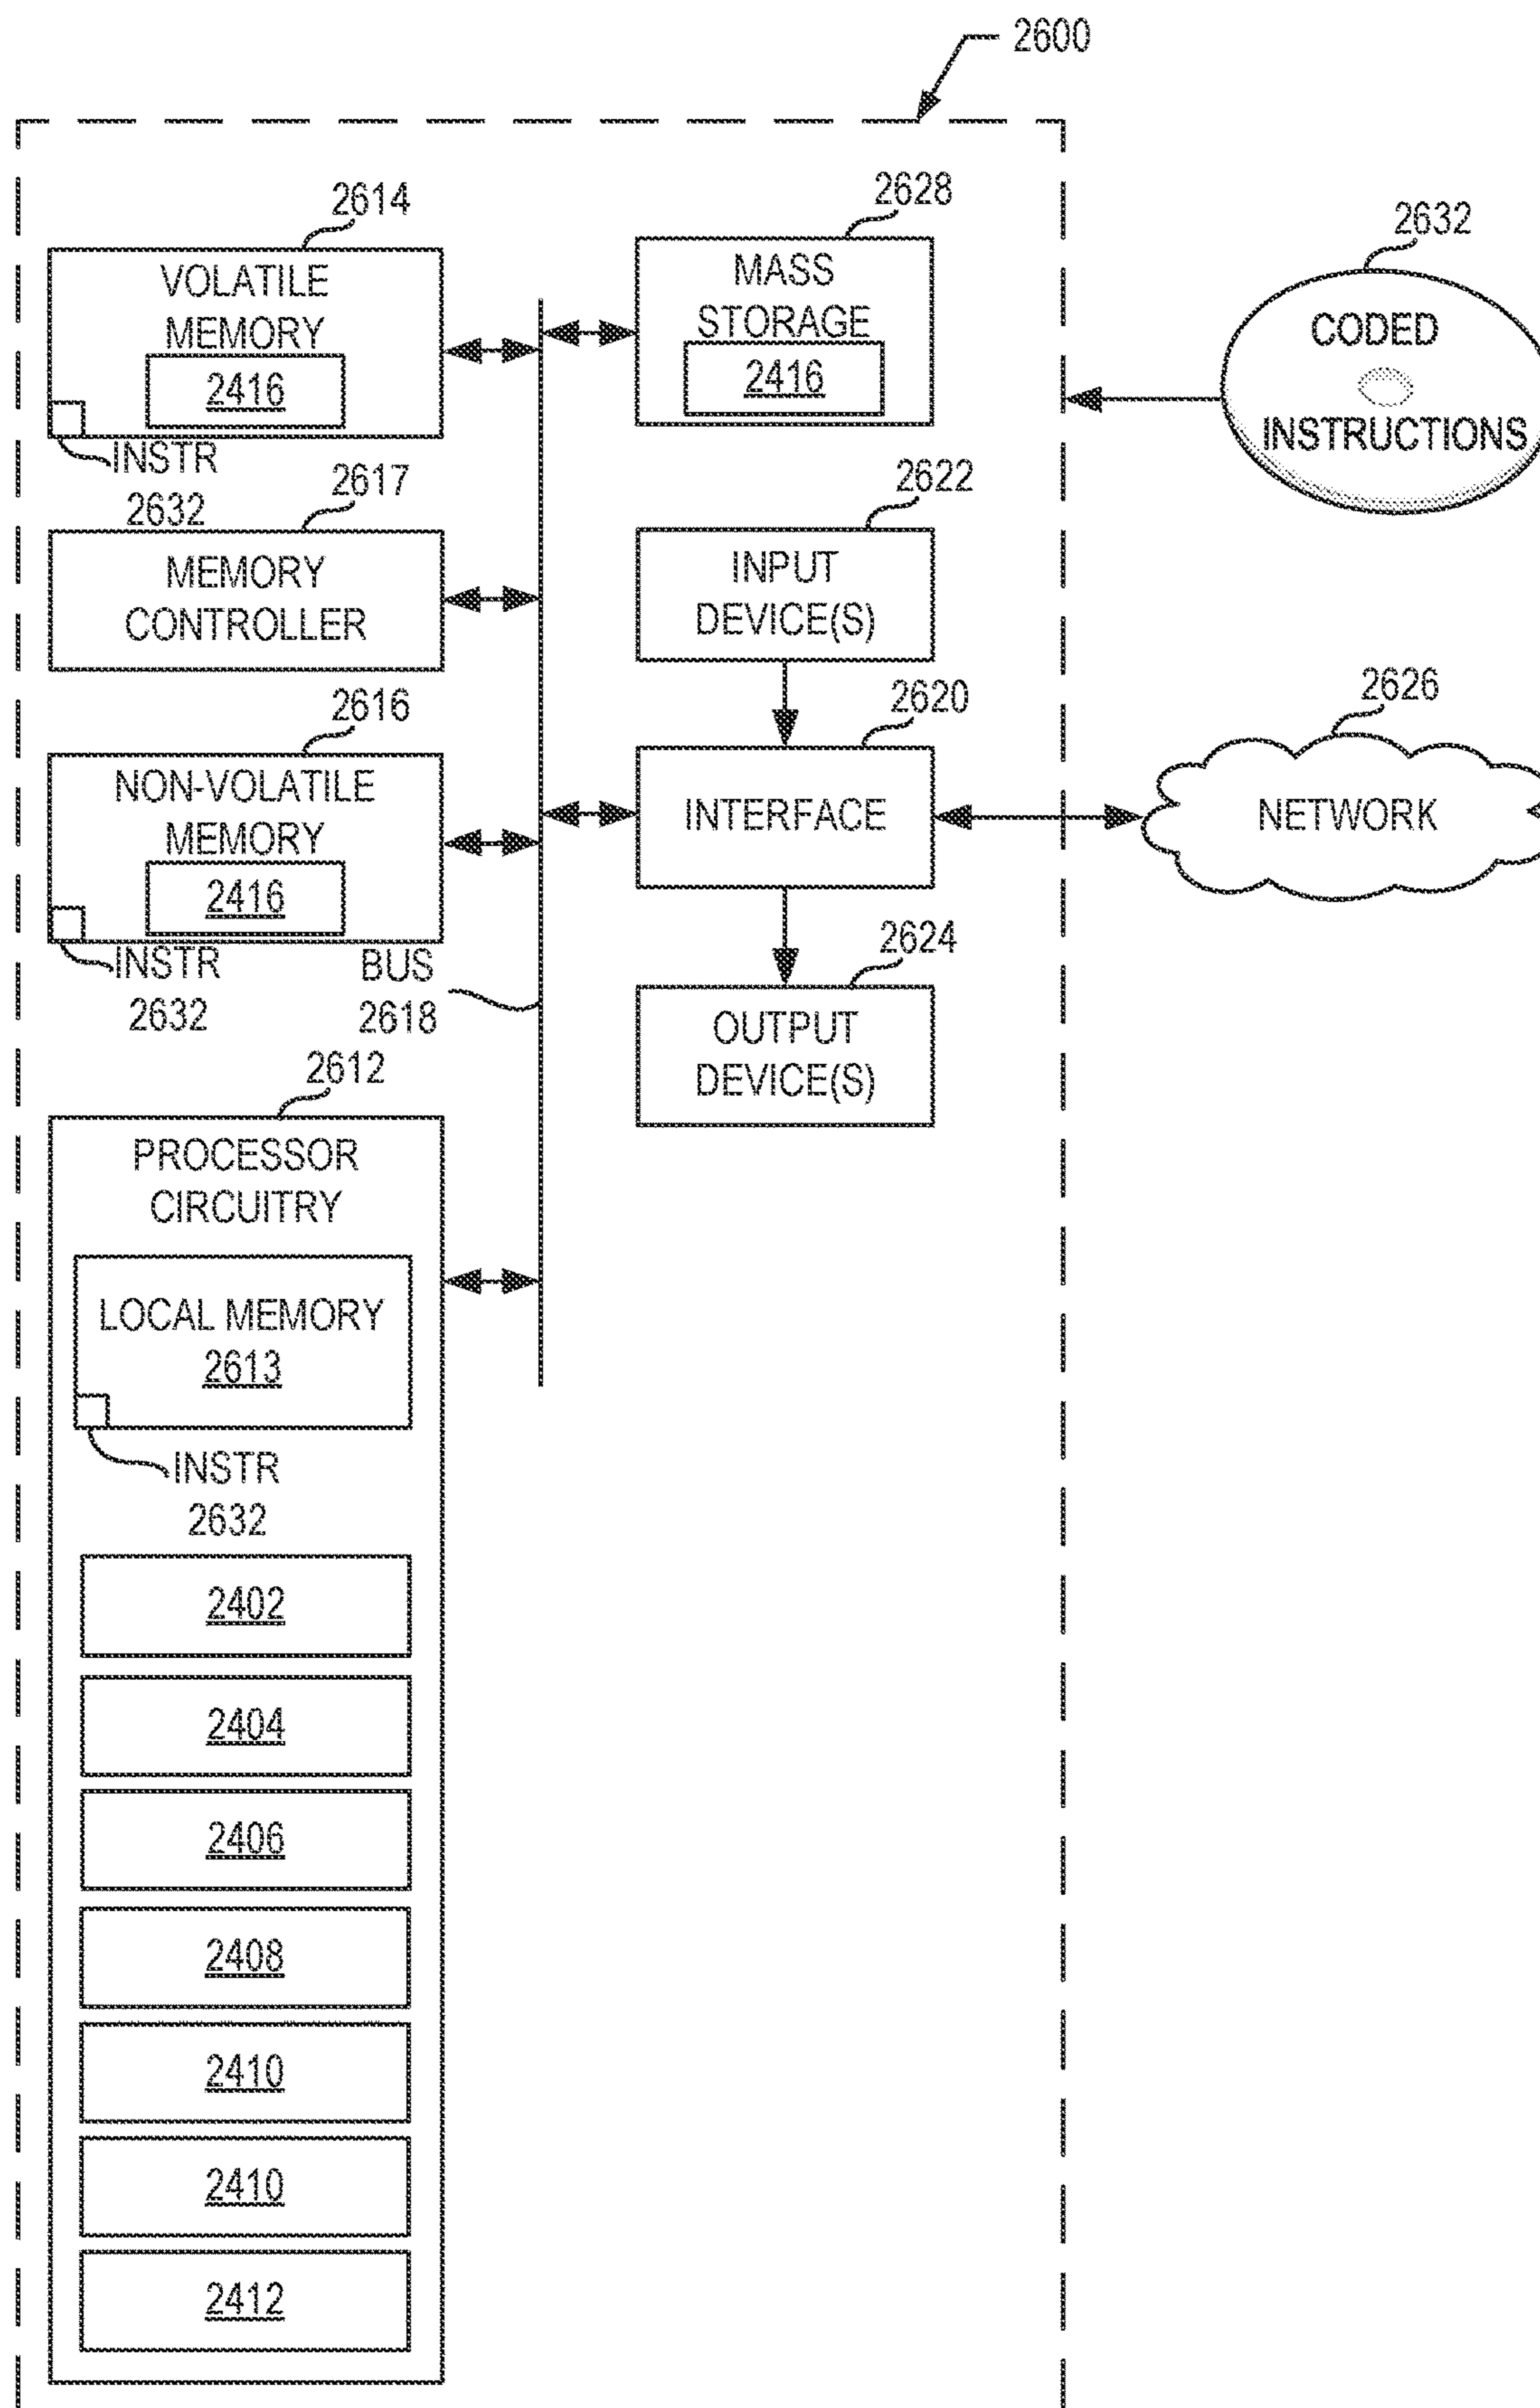 2600
2614
VOLATILE
MEMORY
2416
INSTR
2632
2617
MEMORY
CONTROLLER
2616
NON-VOLATILE
MEMORY
2416
INSTR
2632
BUS
2618
2612
PROCESSOR
CIRCUITRY
LOCAL MEMORY
2613
INSTR
2632
2402
2404
2406
2408
2410
2410
2412
2628
MASS
STORAGE
2416
2622
INPUT
DEVICE(S)
2620
INTERFACE
2624
OUTPUT
DEVICE(S)
2632
CODED
INSTRUCTIONS
2626
NETWORK